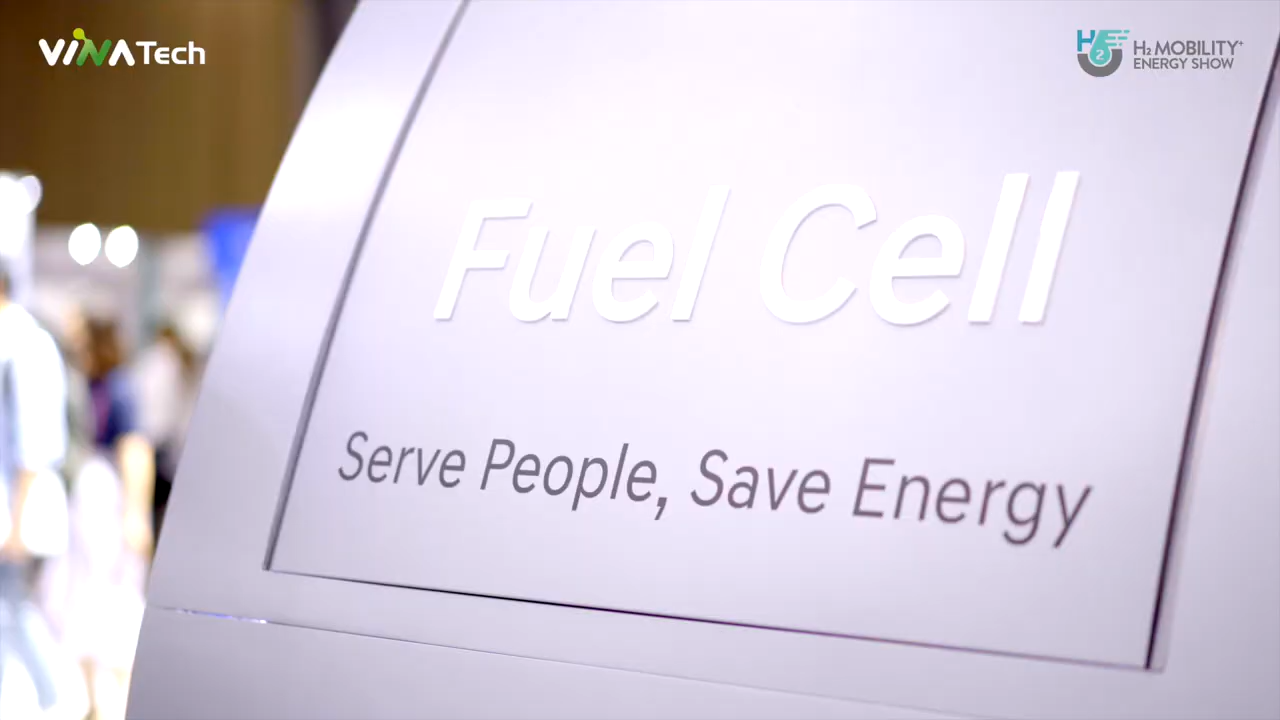 VINATech
H₂ MOBILITY⁺
ENERGY SHOW
Fuel Cell
Serve People, Save Energy